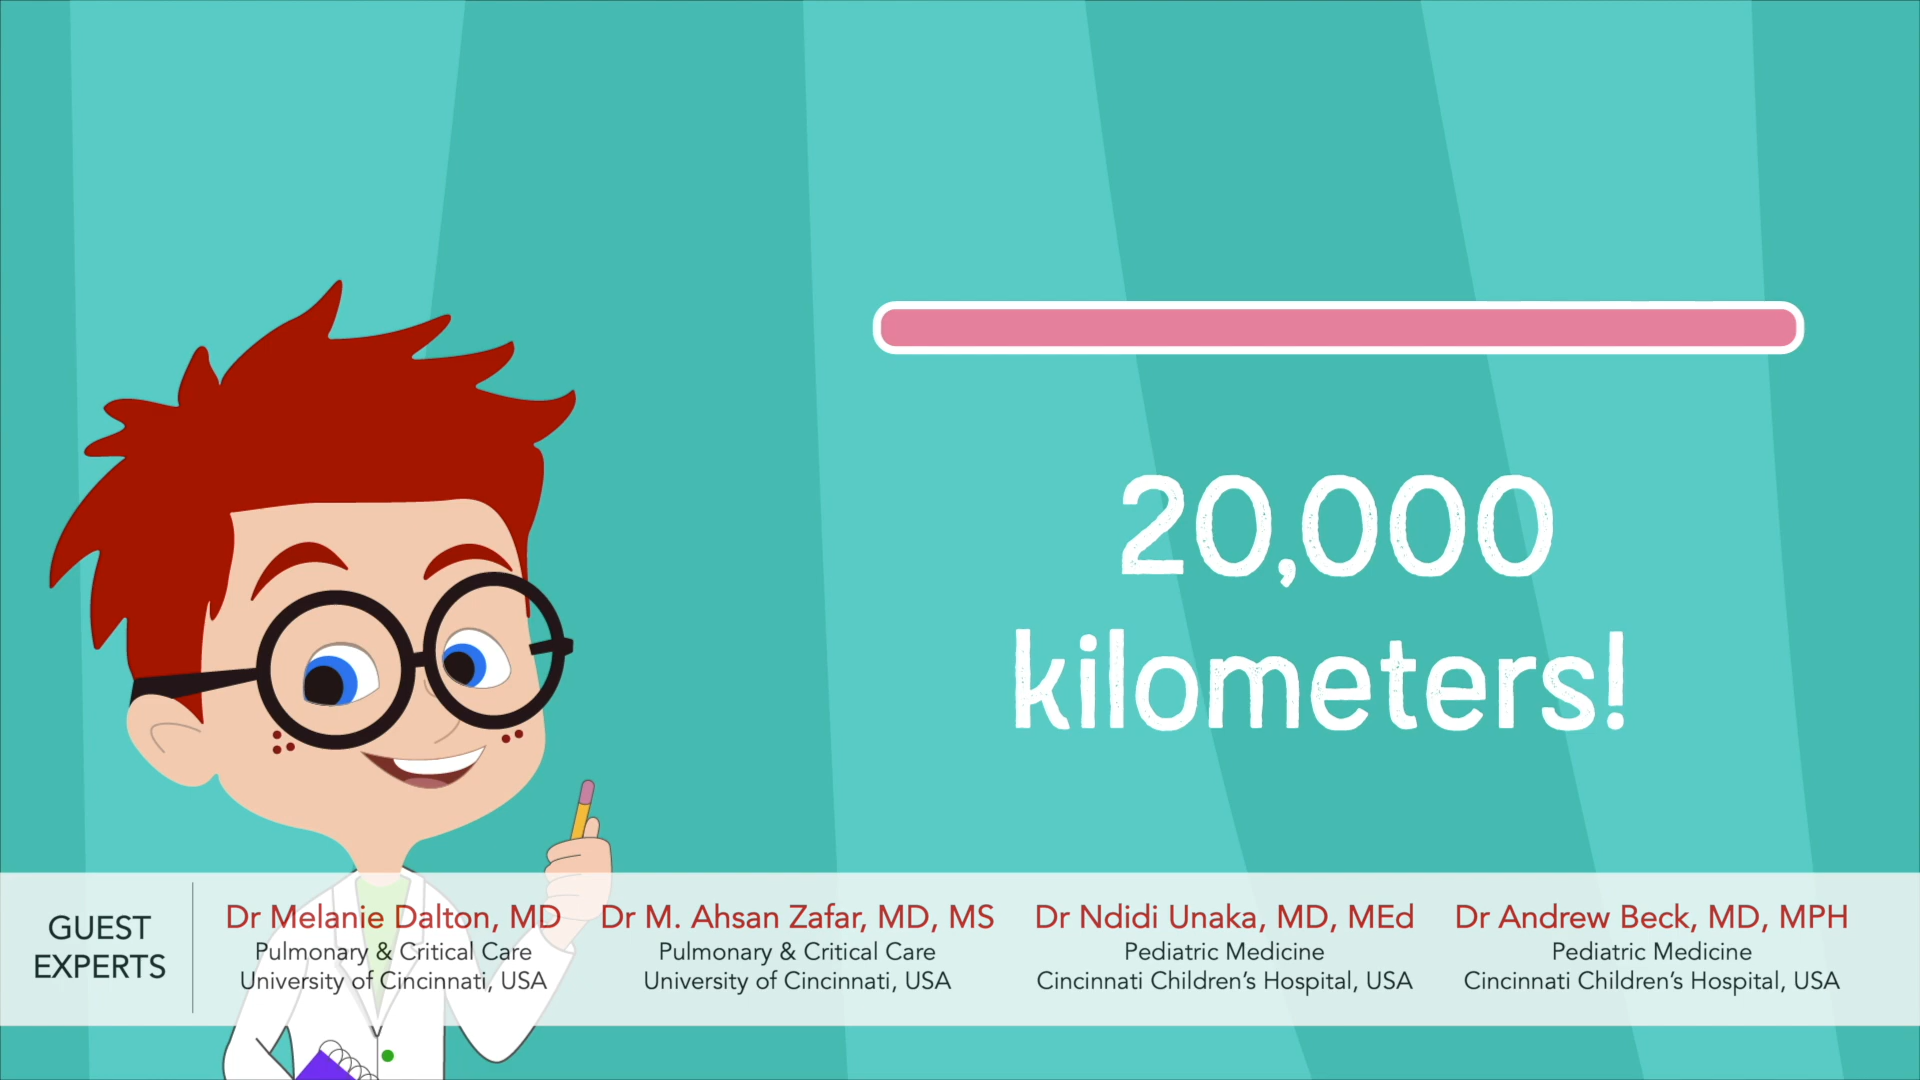 20,000
kilometers!
GUEST
EXPERTS
Dr Melanie Dalton, MD
Pulmonary & Critical Care
University of Cincinnati, USA
Dr M. Ahsan Zafar, MD, MS
Pulmonary & Critical Care
University of Cincinnati, USA
Dr Ndidi Unaka, MD, MEd
Pediatric Medicine
Cincinnati Children’s Hospital, USA
Dr Andrew Beck, MD, MPH
Pediatric Medicine
Cincinnati Children’s Hospital, USA